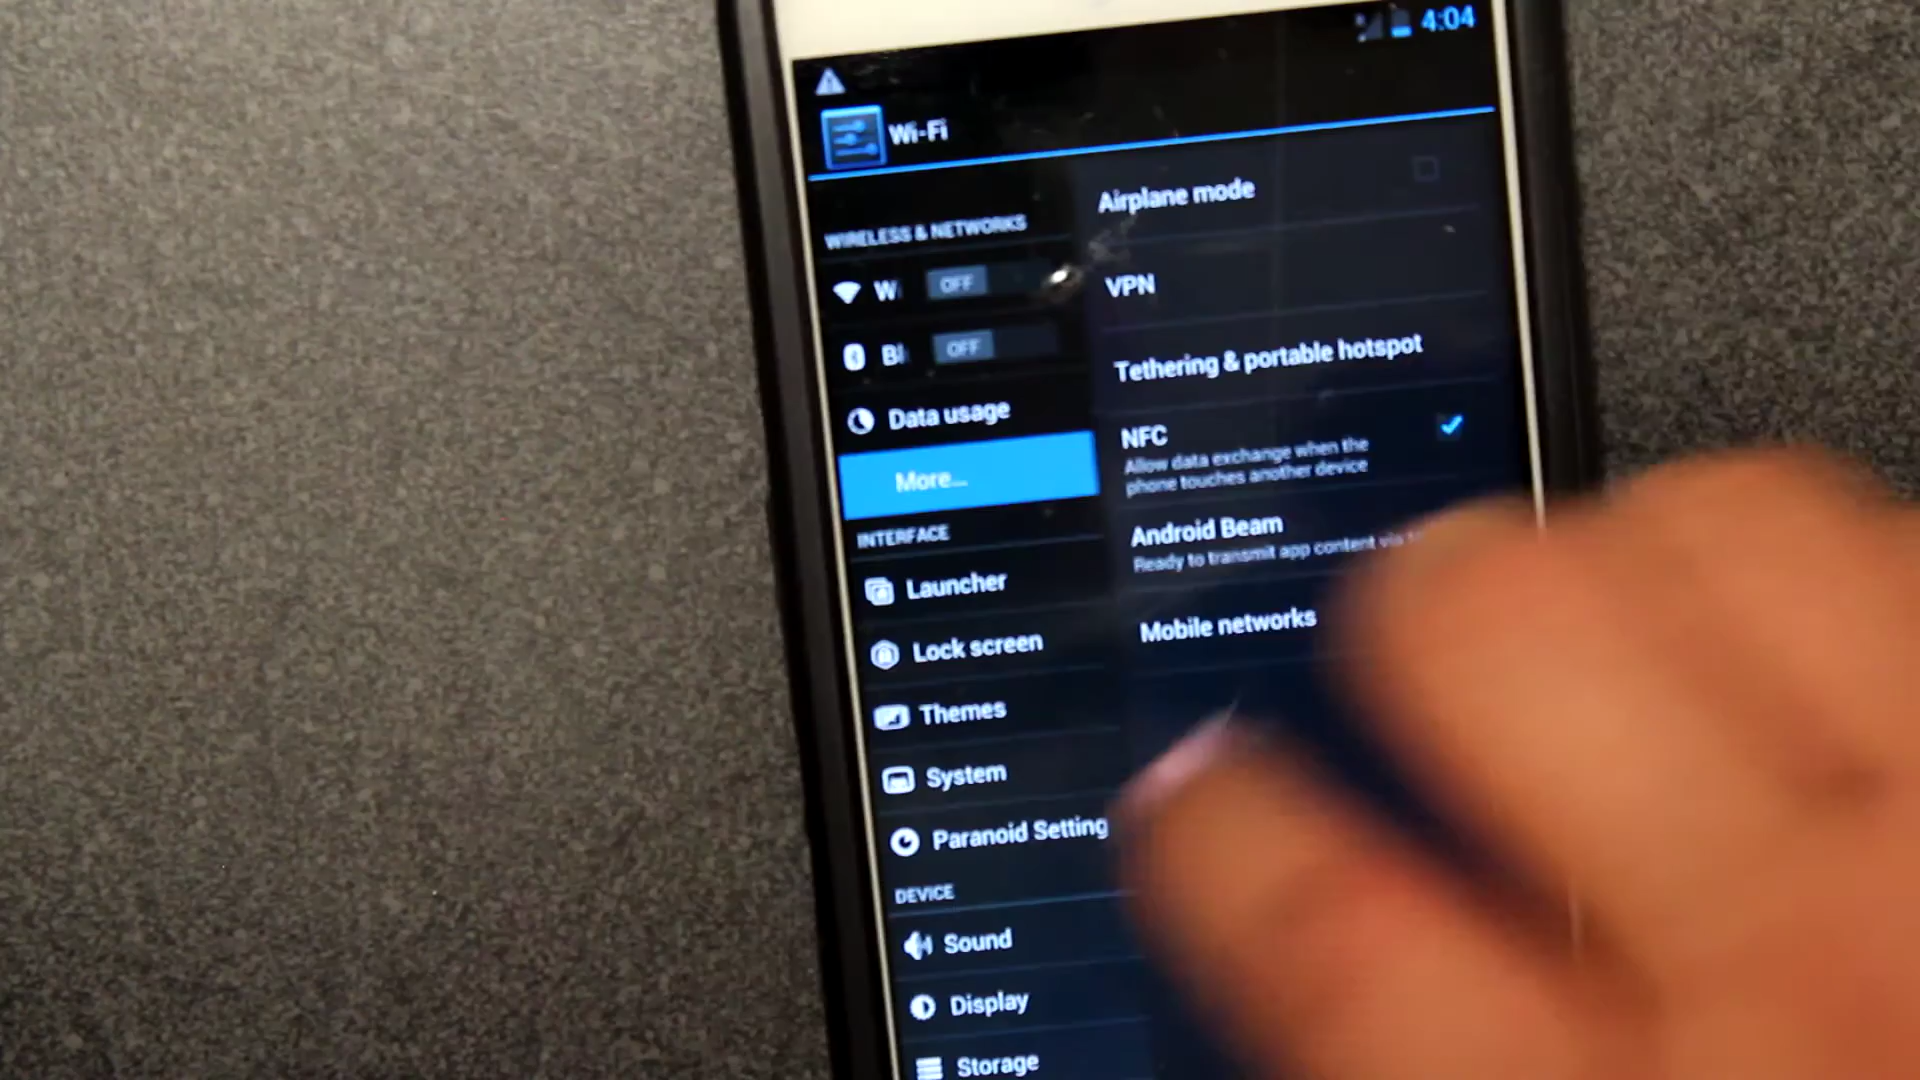 4:04
Wi-Fi
WIRELESS & NETWORKS
W
OFF
Bl
OFF
Data usage
More...
INTERFACE
Launcher
Lock screen
Themes
System
Paranoid Setting
DEVICE
Sound
Display
Storage
Airplane mode
VPN
Tethering & portable hotspot
NFC
Allow data exchange when the
phone touches another device
Android Beam
Ready to transmit app content via
Mobile networks